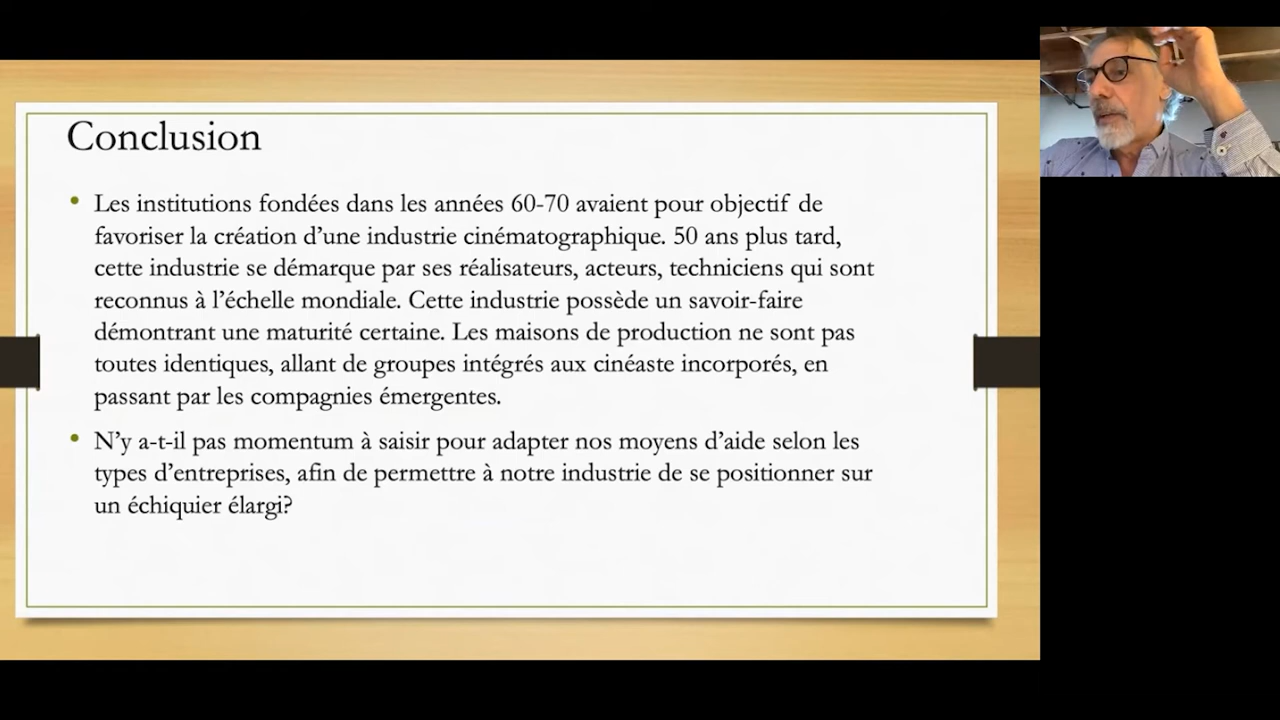 Conclusion
Les institutions fondées dans les années 60-70 avaient pour objectif de
favoriser la création d’une industrie cinématographique. 50 ans plus tard,
cette industrie se démarque par ses réalisateurs, acteurs, techniciens qui sont
reconnus à l’échelle mondiale. Cette industrie possède un savoir-faire
démontrant une maturité certaine. Les maisons de production ne sont pas
toutes identiques, allant de groupes intégrés aux cinéaste incorporés, en
passant par les compagnies émergentes.
N’y a-t-il pas momentum à saisir pour adapter nos moyens d’aide selon les
types d’entreprises, afin de permettre à notre industrie de se positionner sur
un échiquier élargi?